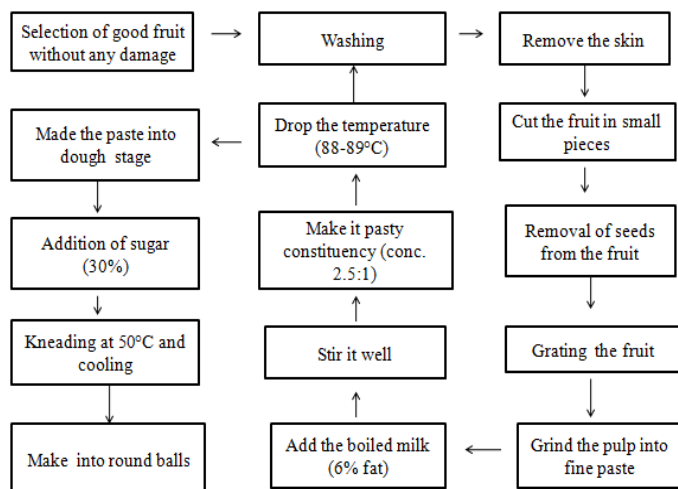 Selection of good fruit
without any damage
Washing
Remove the skin
Cut the fruit in small
pieces
Removal of seeds
from the fruit
Grating the fruit
Grind the pulp into
fine paste
Add the boiled milk
(6% fat)
Stir it well
Make it pasty
constituency (conc.
2.5:1)
Drop the temperature
(88-89°C)
Made the paste into
dough stage
Addition of sugar
(30%)
Kneading at 50°C and
cooling
Make into round balls